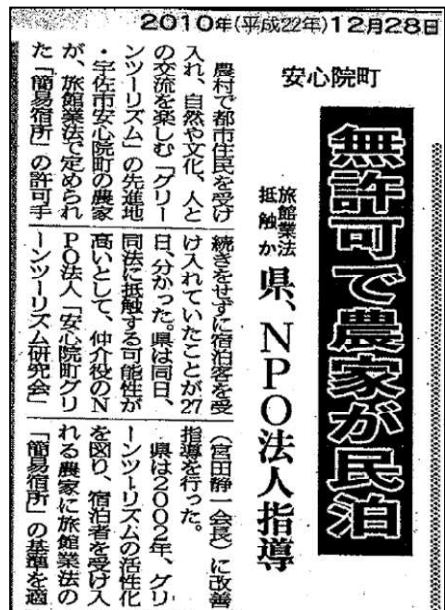 2010年(平成22年)12月28日
安心院町
無許可で農家が民泊
旅館業法
抵触か
県、NPO法人指導
農村で都市住民を受け
入れ、自然や文化、人と
の交流を楽しむ「グリー
ンツーリズム」の先進地
・宇佐市安心院町の農家
が、旅館業法で定められ
た「簡易宿所」の許可手
続きをせずに宿泊客を受
け入れていたことが27
日、分かった。県は同日、
同法に抵触する可能性が
高いとして、仲介役のN
PO法人「安心院町グリ
ーンツーリズム研究会」
(宮田静一会長)に改善
指導を行った。
県は2002年、グリ
ーンツーリズムの活性化
を図り、宿泊者を受け入
れる農家に旅館業法の
「簡易宿所」の基準を適